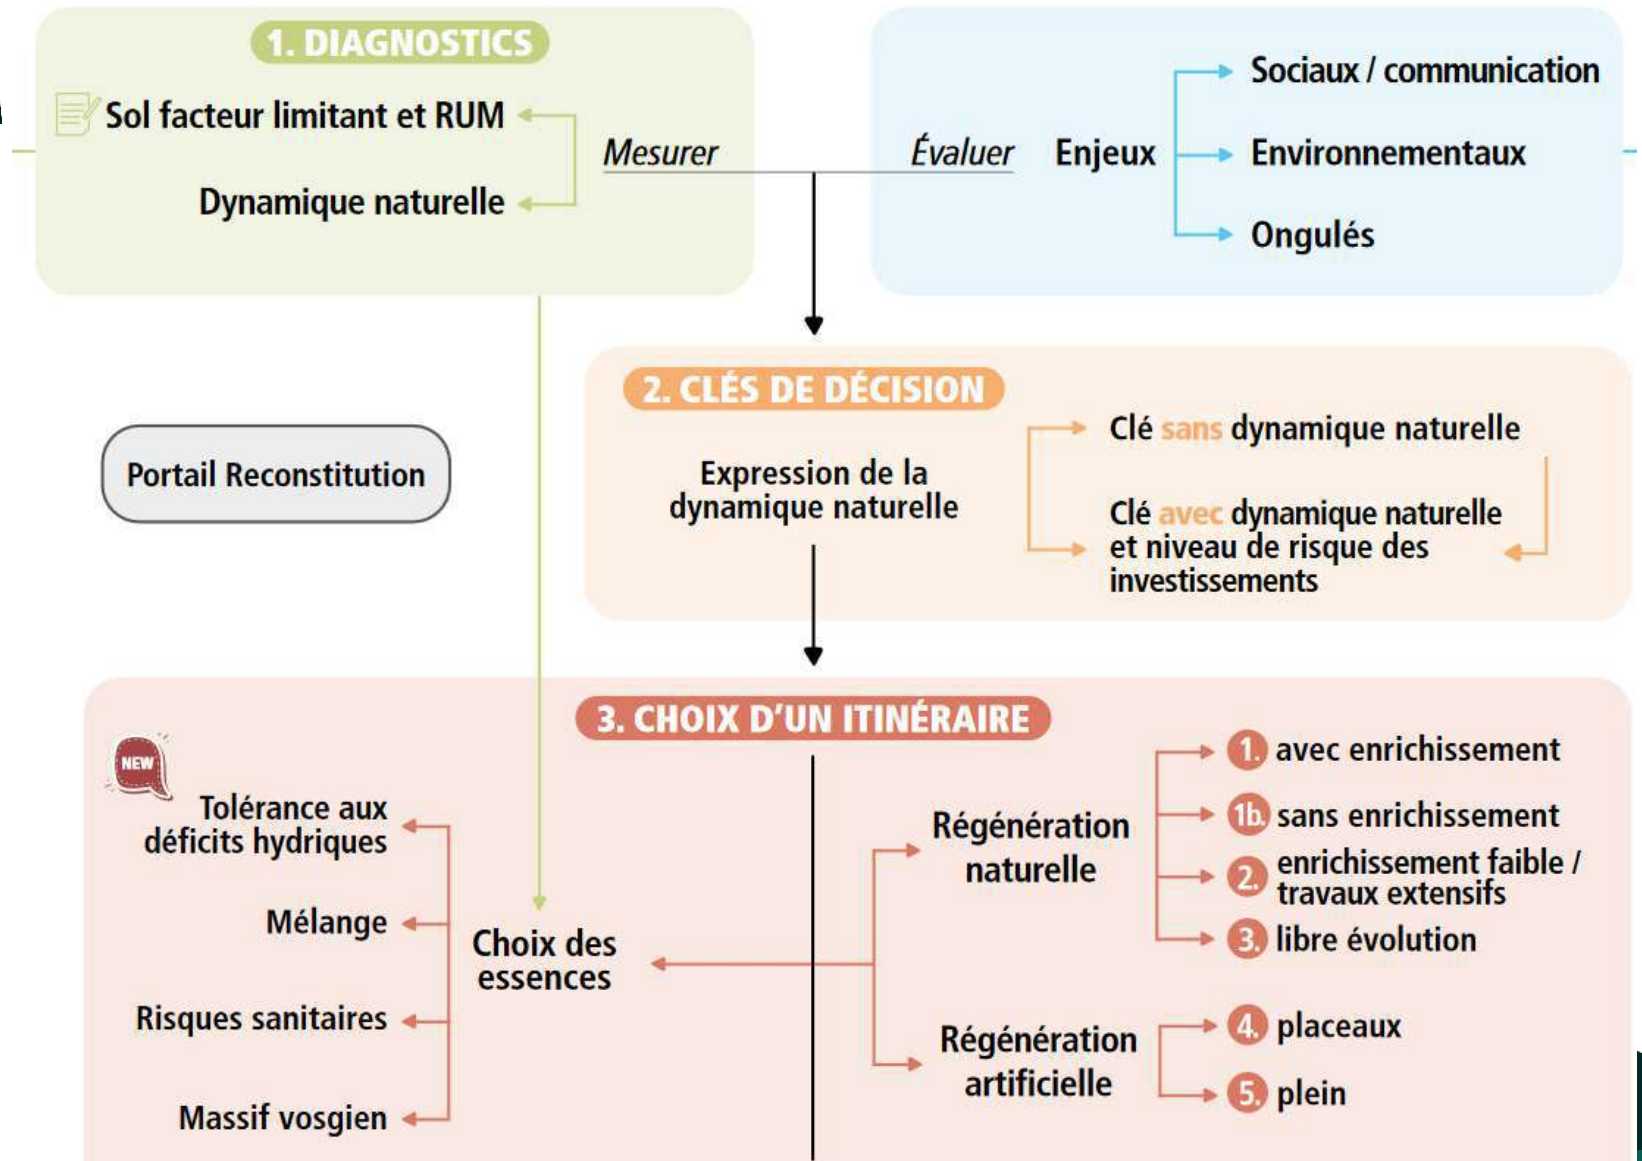 1. DIAGNOSTICS
Sol facteur limitant et RUM
Dynamique naturelle
Mesurer
Évaluer
Enjeux
Sociaux / communication
Environnementaux
Ongulés
2. CLÉS DE DÉCISION
Expression de la
dynamique naturelle
Clé sans dynamique naturelle
Clé avec dynamique naturelle
et niveau de risque des
investissements
Portail Reconstitution
3. CHOIX D'UN ITINÉRAIRE
NEW
Tolérance aux
déficits hydriques
Mélange
Risques sanitaires
Massif vosgien
Choix des
essences
Régénération
naturelle
1. avec enrichissement
1b. sans enrichissement
2. enrichissement faible /
travaux extensifs
3. libre évolution
Régénération
artificielle
4. placeaux
5. plein